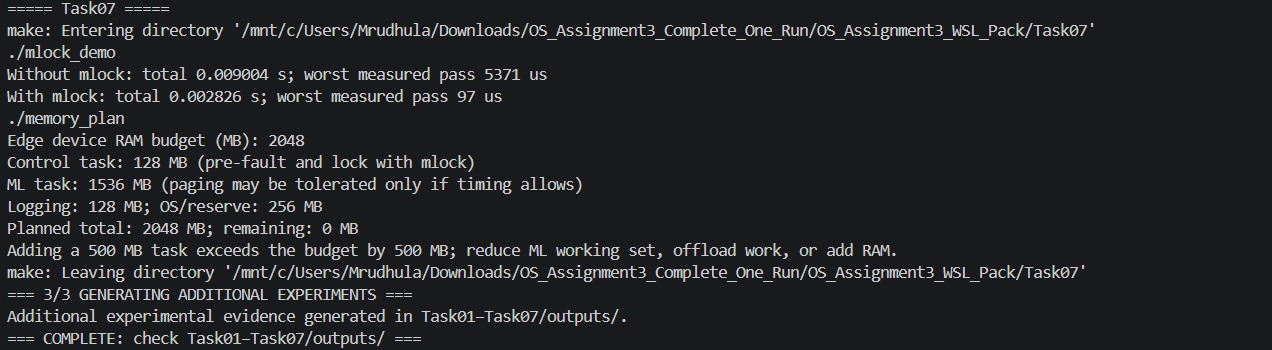 ===== Task07 =====
make: Entering directory '/mnt/c/Users/Mrudhula/Downloads/OS_Assignment3_Complete_One_Run/OS_Assignment3_WSL_Pack/Task07'
./mlock_demo
Without mlock: total 0.009004 s; worst measured pass 5371 us
With mlock: total 0.002826 s; worst measured pass 97 us
./memory_plan
Edge device RAM budget (MB): 2048
Control task: 128 MB (pre-fault and lock with mlock)
ML task: 1536 MB (paging may be tolerated only if timing allows)
Logging: 128 MB; OS/reserve: 256 MB
Planned total: 2048 MB; remaining: 0 MB
Adding a 500 MB task exceeds the budget by 500 MB; reduce ML working set, offload work, or add RAM.
make: Leaving directory '/mnt/c/Users/Mrudhula/Downloads/OS_Assignment3_Complete_One_Run/OS_Assignment3_WSL_Pack/Task07'
=== 3/3 GENERATING ADDITIONAL EXPERIMENTS ===
Additional experimental evidence generated in Task01–Task07/outputs/.
=== COMPLETE: check Task01–Task07/outputs/ ===